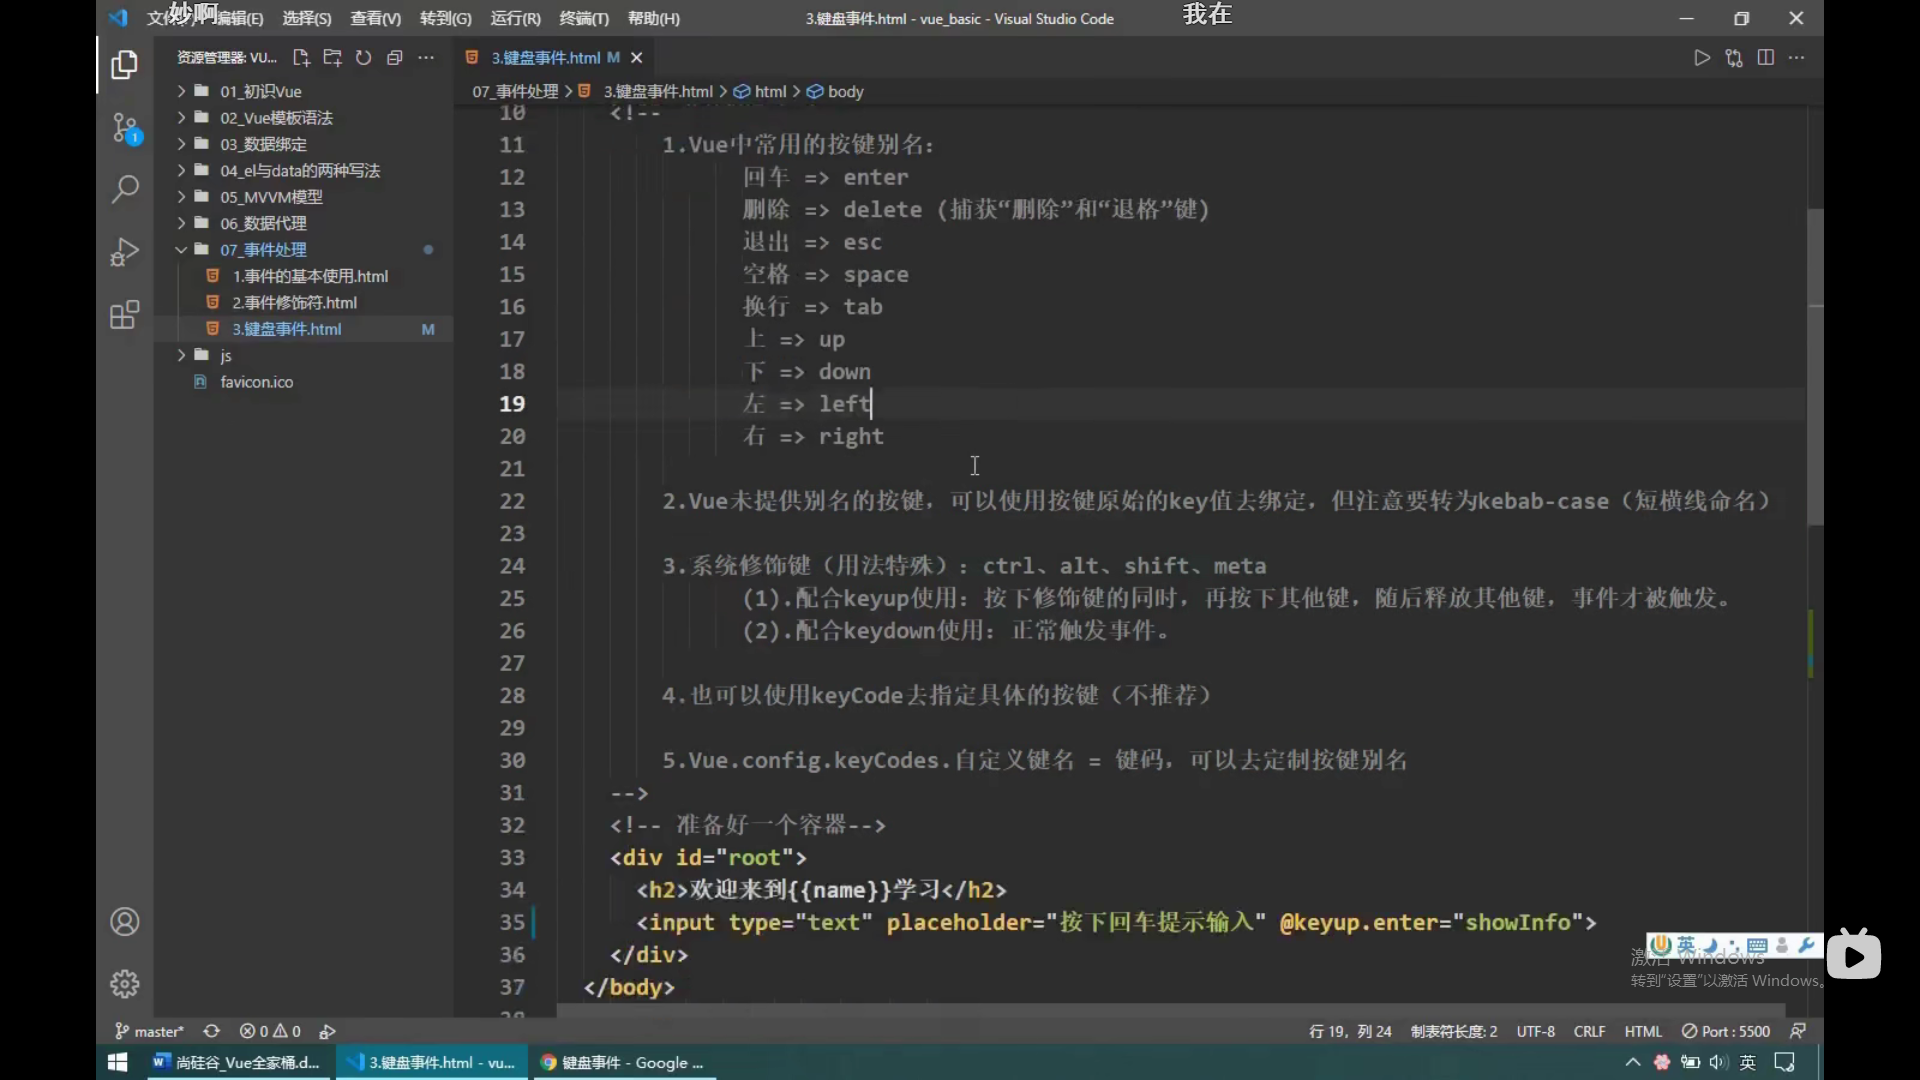 文件 编辑(E) 选择(S) 查看(V) 转到(G) 运行(R) 终端(T) 帮助(H)
妙啊
3.键盘事件.html - vue_basic - Visual Studio Code
我在
资源管理器: VU...
01_初识Vue
02_Vue模板语法
03_数据绑定
04_el与data的两种写法
05_MVVM模型
06_数据代理
07_事件处理
1.事件的基本使用.html
2.事件修饰符.html
3.键盘事件.html M
js
favicon.ico
3.键盘事件.html M
07_事件处理 > 3.键盘事件.html > html > body
10 <!--
11 1.Vue中常用的按键别名：
12 回车 => enter
13 删除 => delete (捕获“删除”和“退格”键)
14 退出 => esc
15 空格 => space
16 换行 => tab
17 上 => up
18 下 => down
19 左 => left
20 右 => right
21
22 2.Vue未提供别名的按键，可以使用按键原始的key值去绑定，但注意要转为kebab-case（短横线命名）
23
24 3.系统修饰键（用法特殊）：ctrl、alt、shift、meta
25 (1).配合keyup使用：按下修饰键的同时，再按下其他键，随后释放其他键，事件才被触发。
26 (2).配合keydown使用：正常触发事件。
27
28 4.也可以使用keyCode去指定具体的按键（不推荐）
29
30 5.Vue.config.keyCodes.自定义键名 = 键码，可以去定制按键别名
31 -->
32 <!-- 准备好一个容器-->
33 <div id="root">
34 <h2>欢迎来到{{name}}学习</h2>
35 <input type="text" placeholder="按下回车提示输入" @keyup.enter="showInfo">
36 </div>
37 </body>
38
英
激活 Windows
转到“设置”以激活 Windows。
1
master* 0 0
行 19，列 24 制表符长度: 2 UTF-8 CRLF HTML Port : 5500
尚硅谷_Vue全家桶.d...
3.键盘事件.html - vu...
键盘事件 - Google ...
英